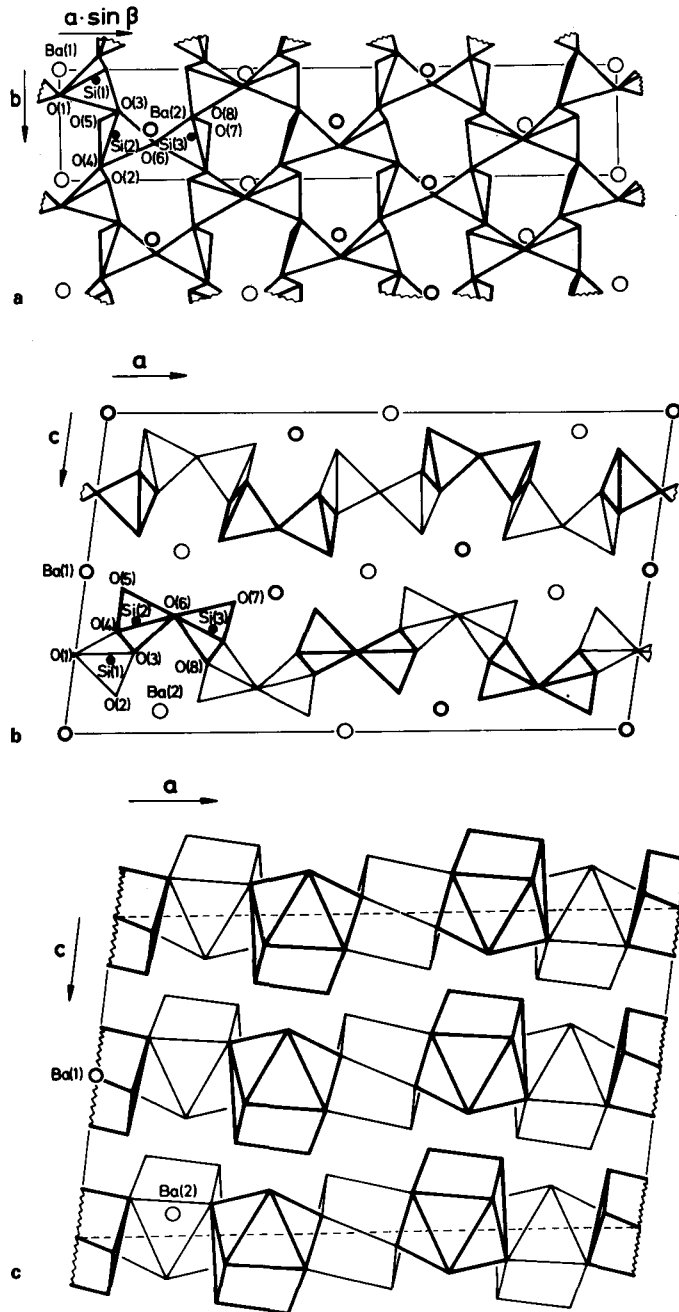 a·sin β
Ba(1)
b
O(1)
Si(1)
O(3)
O(5)
Ba(2)
O(8)
O(7)
Si(2)
Si(3)
O(4)
O(6)
O(2)
a
a
c
Ba(1)
O(5)
O(6)
O(7)
Si(2)
Si(3)
O(4)
O(1)
O(3)
O(8)
Si(1)
O(2)
Ba(2)
b
a
c
Ba(1)
Ba(2)
c